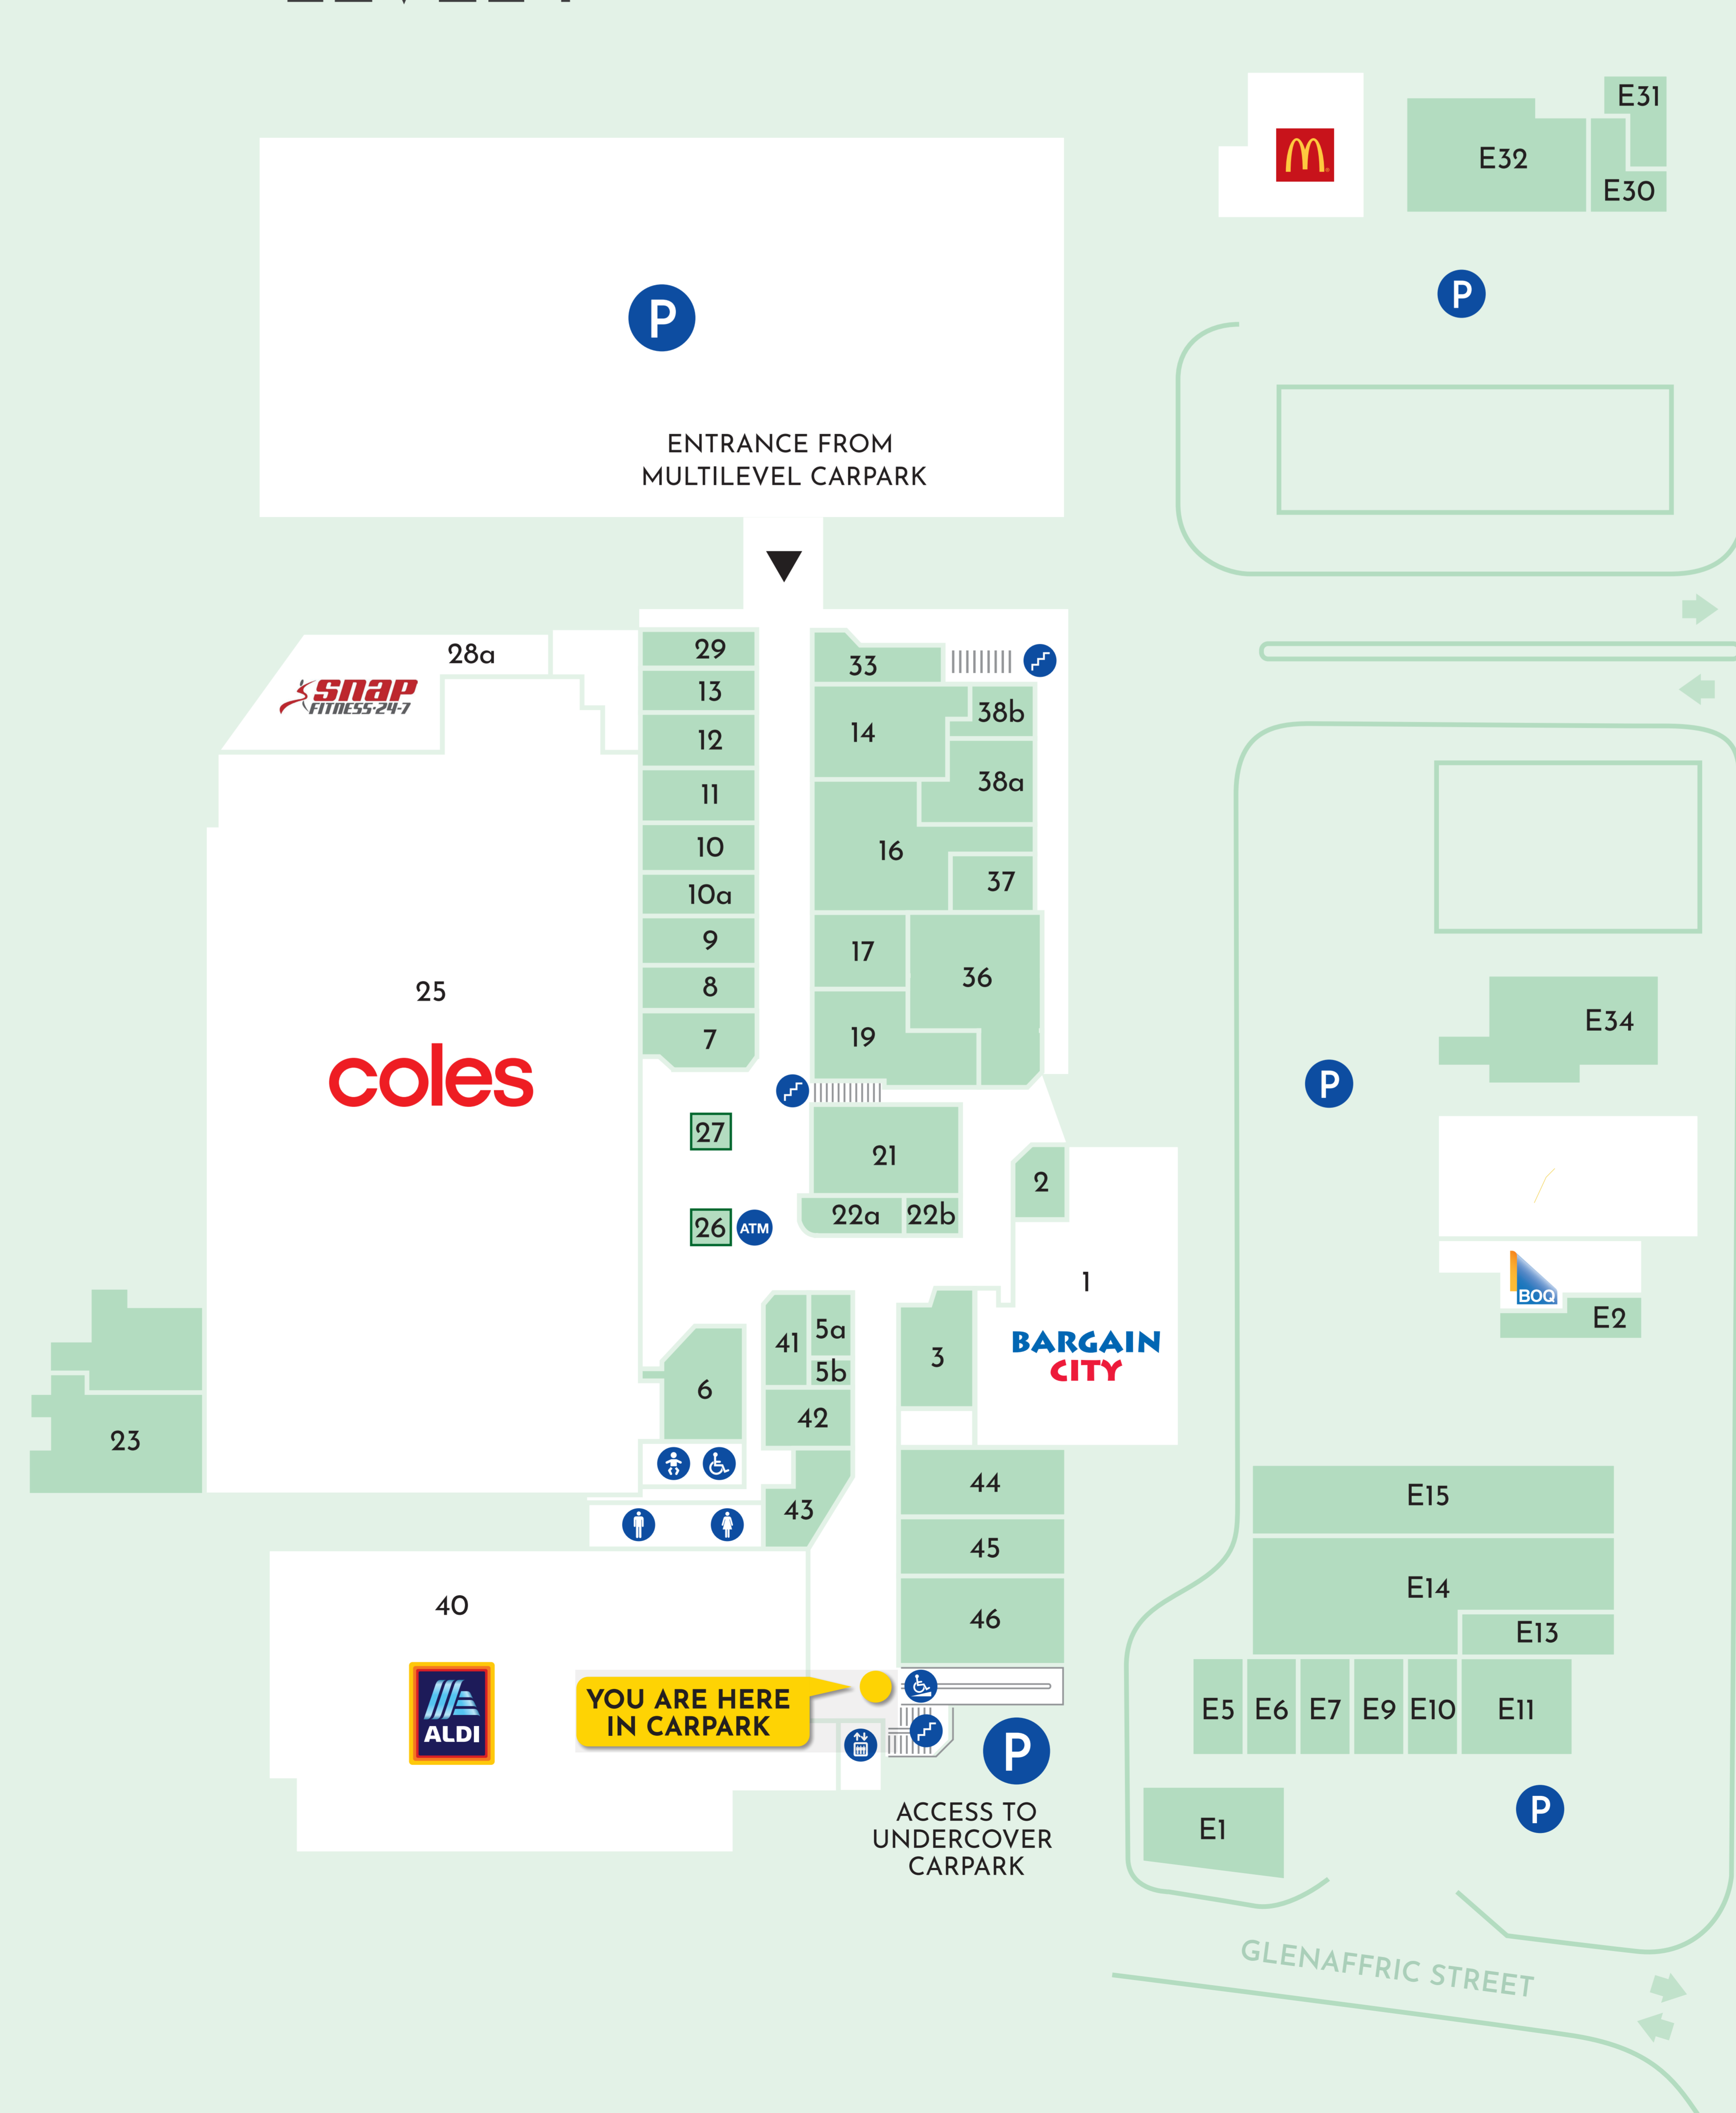 E31
E32
E30
P
P
ENTRANCE FROM
MULTILEVEL CARPARK
28a
snap
FITNESS-24-7
29
33
13
38b
14
12
38a
11
10
16
37
10a
9
17
36
8
25
7
19
E34
coles
P
27
21
2
22a
22b
26
ATM
1
BOQ
E2
41
5a
3
BARGAIN
CITY
5b
6
42
23
44
E15
43
45
E14
40
46
E13
YOU ARE HERE
IN CARPARK
E5
E6
E7
E9
E10
E11
ALDI
P
ACCESS TO
UNDERCOVER
CARPARK
E1
P
GLENAFFRIC STREET